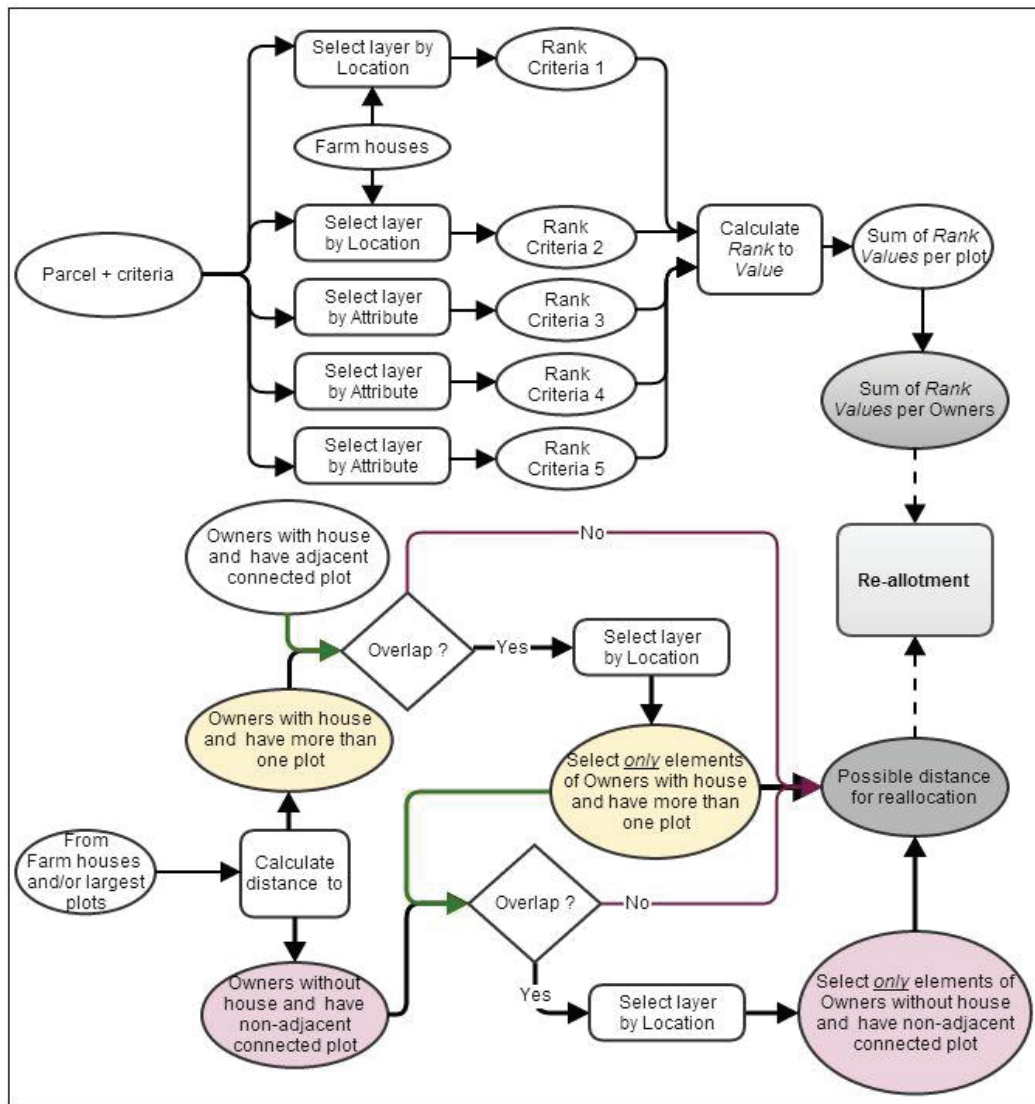 Select layer by
Location
Rank
Criteria 1
Farm houses
Select layer
by Location
Rank
Criteria 2
Calculate
Rank to
Value
Sum of Rank
Values per plot
Parcel + criteria
Select layer
by Attribute
Rank
Criteria 3
Select layer
by Attribute
Rank
Criteria 4
Sum of Rank
Values per Owners
Select layer
by Attribute
Rank
Criteria 5
Owners with house
and have adjacent
connected plot
No
Re-allotment
Overlap ?
Yes
Select layer
by Location
Owners with house
and have more than
one plot
Select only elements
of Owners with house
and have more than
one plot
Possible distance
for reallocation
From
Farm houses
and/or largest
plots
Calculate
distance to
Overlap ?
No
Owners without
house and have
non-adjacent
connected plot
Yes
Select layer
by Location
Select only elements of
Owners without house
and have non-adjacent
connected plot